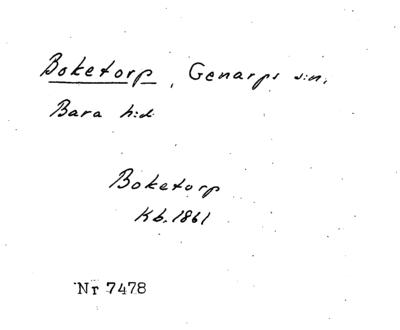 Boketorp, Genarps s:n,
Bara h:d
Boketorp
Kb. 1861
Nr 7478